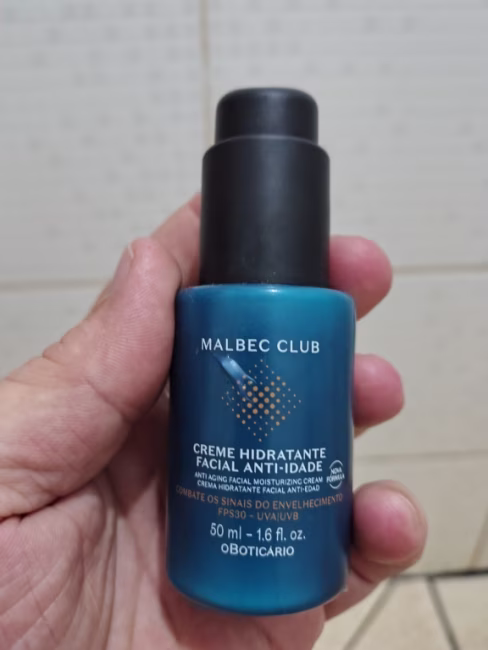 MALBEC CLUB
CREME HIDRATANTE
FACIAL ANTI-IDADE
ANTI AGING FACIAL MOISTURIZING CREAM
CREMA HIDRATANTE FACIAL ANTI-EDAD
NOVA
FÓRMULA
COMBATE OS SINAIS DO ENVELHECIMENTO
FPS30 - UVA|UVB
50 ml - 1.6 fl. oz.
oBOTICÁRIO